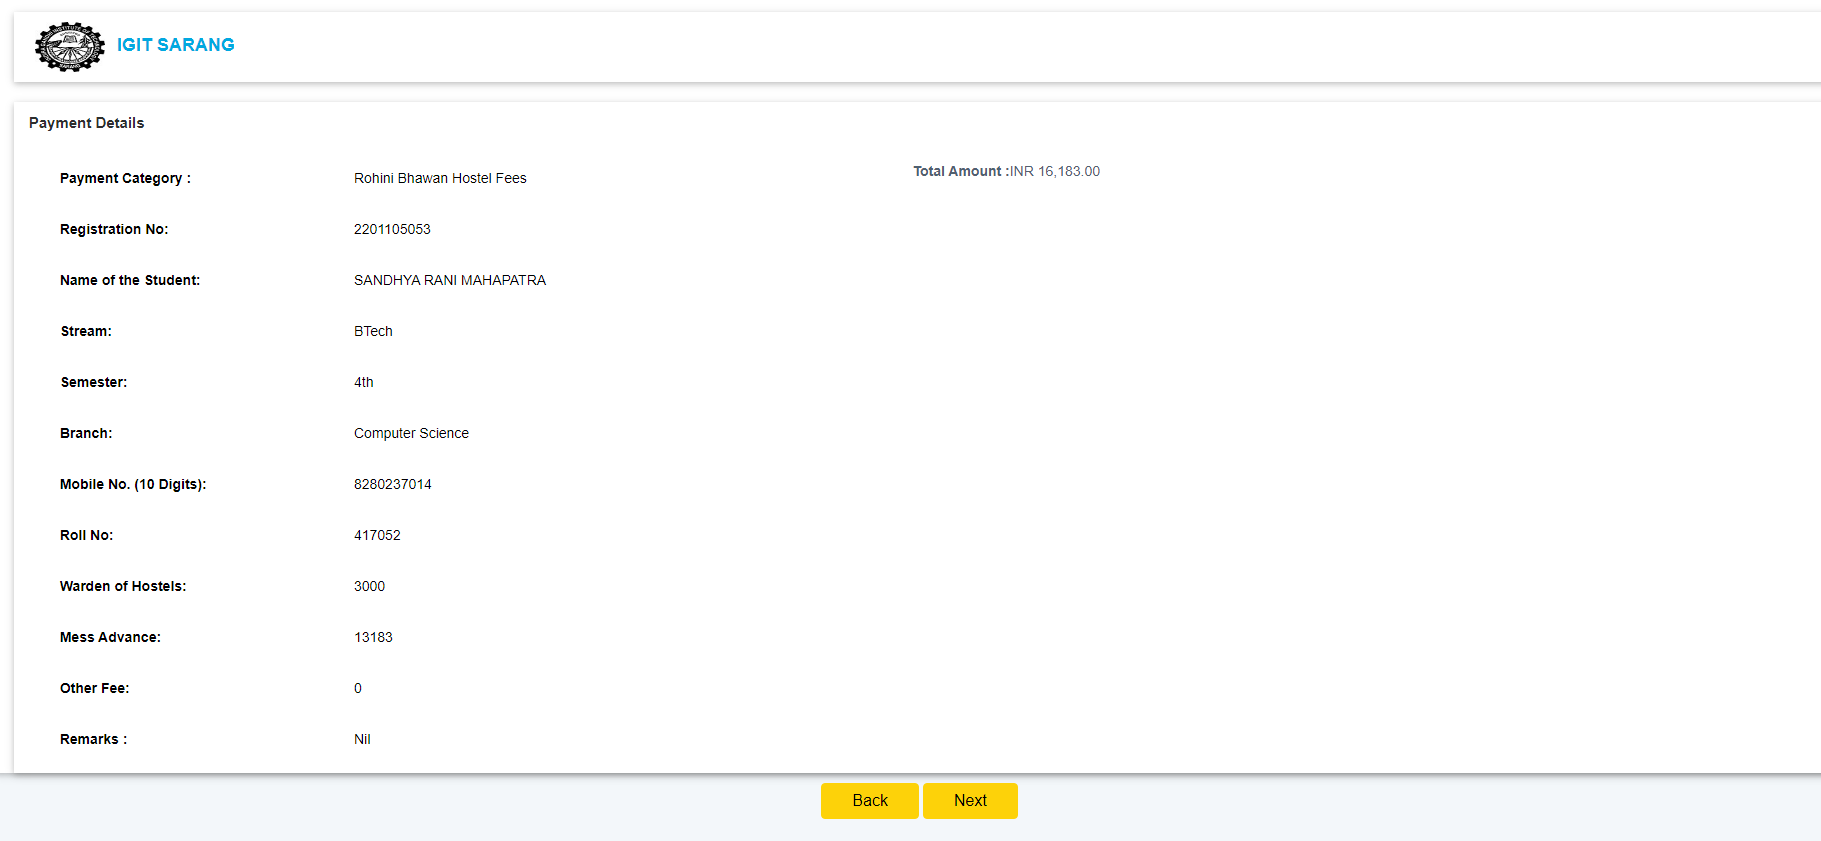 IGIT SARANG
Payment Details
Payment Category : Rohini Bhawan Hostel Fees Total Amount :INR 16,183.00
Registration No: 2201105053
Name of the Student: SANDHYA RANI MAHAPATRA
Stream: BTech
Semester: 4th
Branch: Computer Science
Mobile No. (10 Digits): 8280237014
Roll No: 417052
Warden of Hostels: 3000
Mess Advance: 13183
Other Fee: 0
Remarks : Nil
Back Next